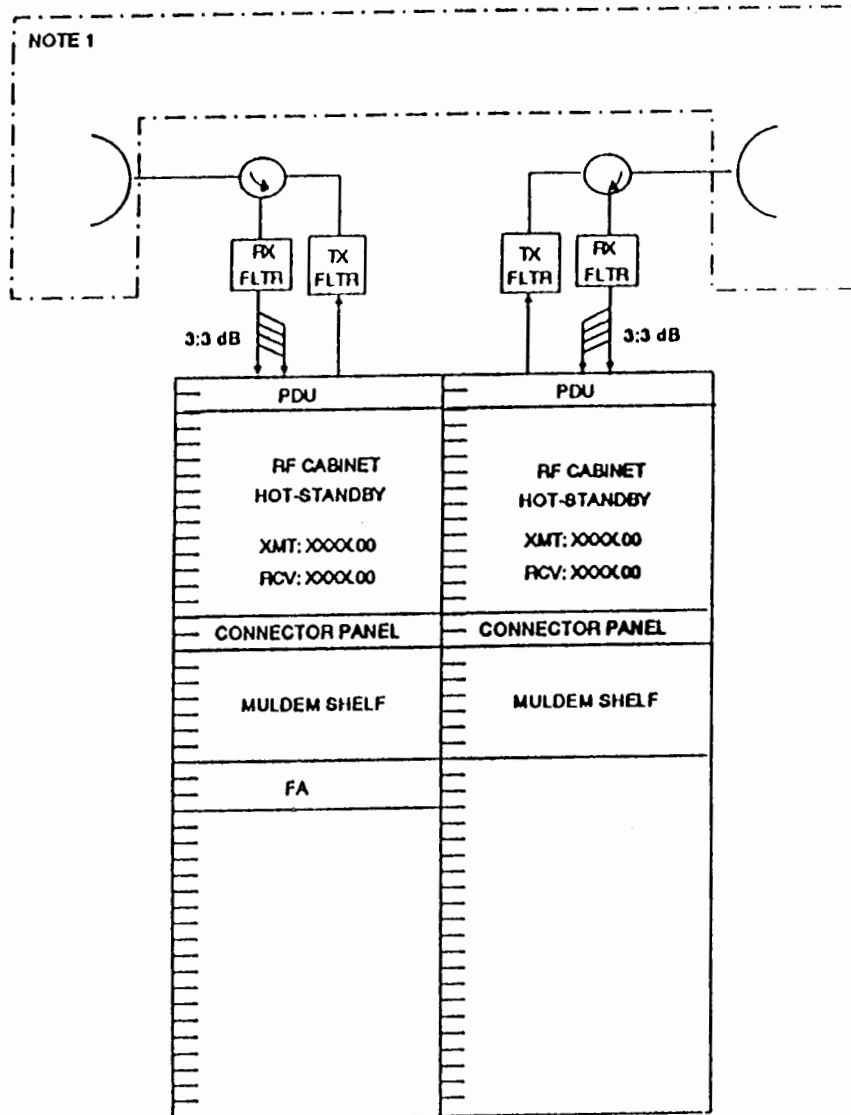 NOTE 1
RX
FLTR
TX
FLTR
TX
FLTR
RX
FLTR
3:3 dB
3:3 dB
PDU
PDU
RF CABINET
HOT-STANDBY
XMT: XXXX.00
RCV: XXXX.00
RF CABINET
HOT-STANDBY
XMT: XXXX.00
RCV: XXXX.00
CONNECTOR PANEL
CONNECTOR PANEL
MULDEM SHELF
MULDEM SHELF
FA